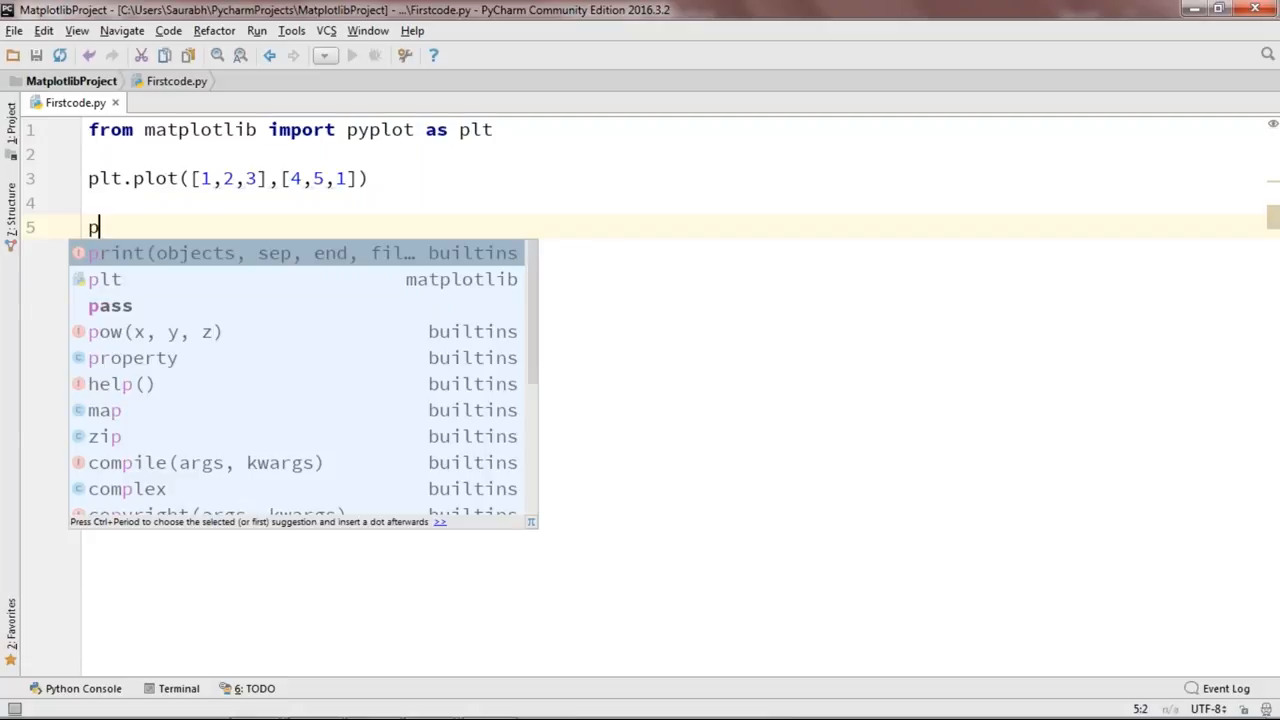 MatplotlibProject - [C:\Users\Saurabh\PycharmProjects\MatplotlibProject] - ...\Firstcode.py - PyCharm Community Edition 2016.3.2
File Edit View Navigate Code Refactor Run Tools VCS Window Help
MatplotlibProject Firstcode.py
Firstcode.py
1: Project
7: Structure
2: Favorites
1 from matplotlib import pyplot as plt
2
3 plt.plot([1,2,3],[4,5,1])
4
5 p
print(objects, sep, end, fil… builtins
plt matplotlib
pass
pow(x, y, z) builtins
property builtins
help() builtins
map builtins
zip builtins
compile(args, kwargs) builtins
complex builtins
copyright(args, kwargs) builtins
Press Ctrl+Period to choose the selected (or first) suggestion and insert a dot afterwards >> π
Python Console Terminal 6: TODO Event Log
5:2 n/a UTF-8